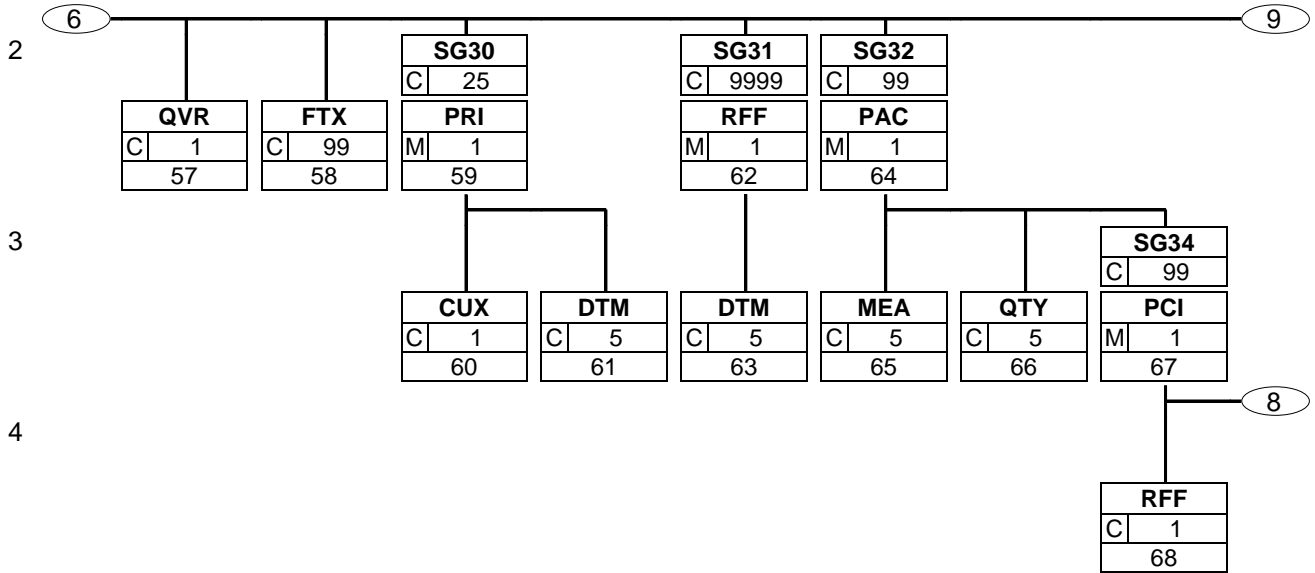 6 9
2 SG30 SG31 SG32
C 25 C 9999 C 99
QVR FTX PRI RFF PAC
C 1 C 99 M 1 M 1 M 1
57 58 59 62 64
3 SG34
C 99
CUX DTM DTM MEA QTY PCI
C 1 C 5 C 5 C 5 C 5 M 1
60 61 63 65 66 67
8
4
RFF
C 1
68